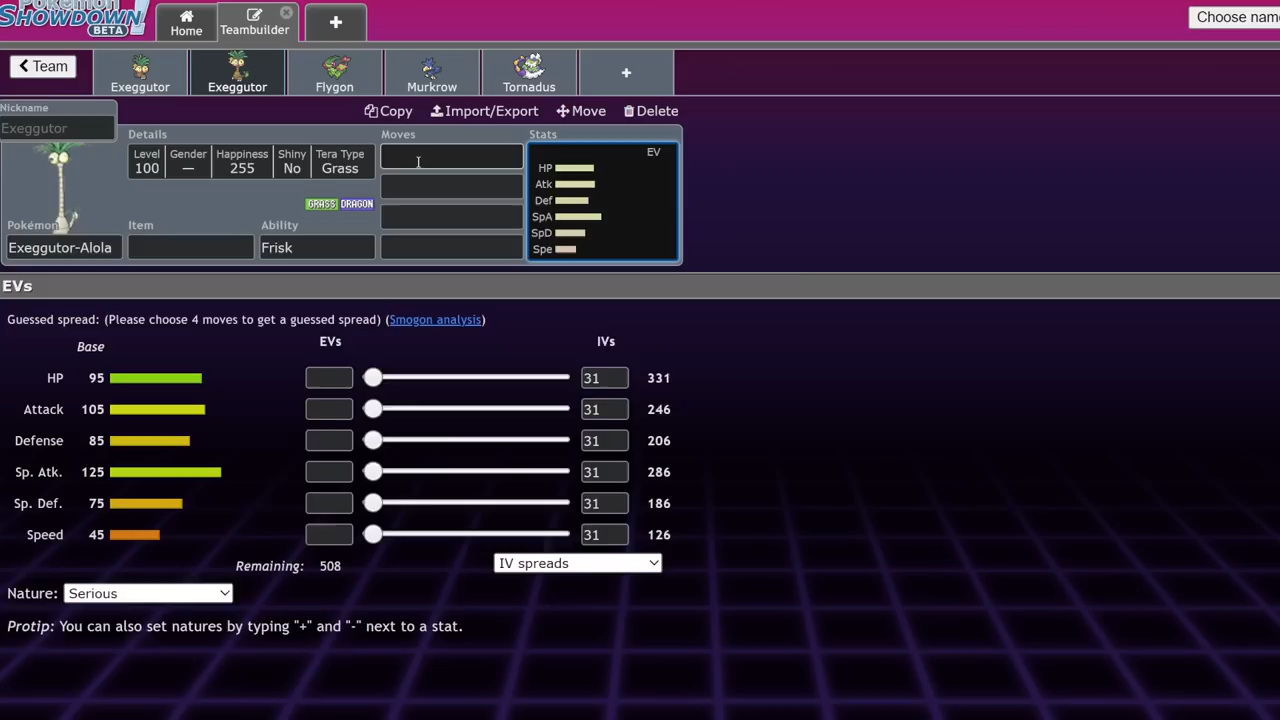 Pokémon
SHOWDOWN!
BETA
Home
Teambuilder
+
Choose name
Team
Exeggutor
Exeggutor
Flygon
Murkrow
Tornadus
+
Copy
Import/Export
Move
Delete
Nickname
Exeggutor
Details
Moves
Stats
Level
100
Gender
—
Happiness
255
Shiny
No
Tera Type
Grass
EV
HP
Atk
Def
SpA
SpD
Spe
GRASS DRAGON
Pokémon
Exeggutor-Alola
Item
Ability
Frisk
EVs
Guessed spread: (Please choose 4 moves to get a guessed spread) (Smogon analysis)
Base
EVs
IVs
HP 95 31 331
Attack 105 31 246
Defense 85 31 206
Sp. Atk. 125 31 286
Sp. Def. 75 31 186
Speed 45 31 126
Remaining: 508
IV spreads
Nature: Serious
Protip: You can also set natures by typing "+" and "-" next to a stat.